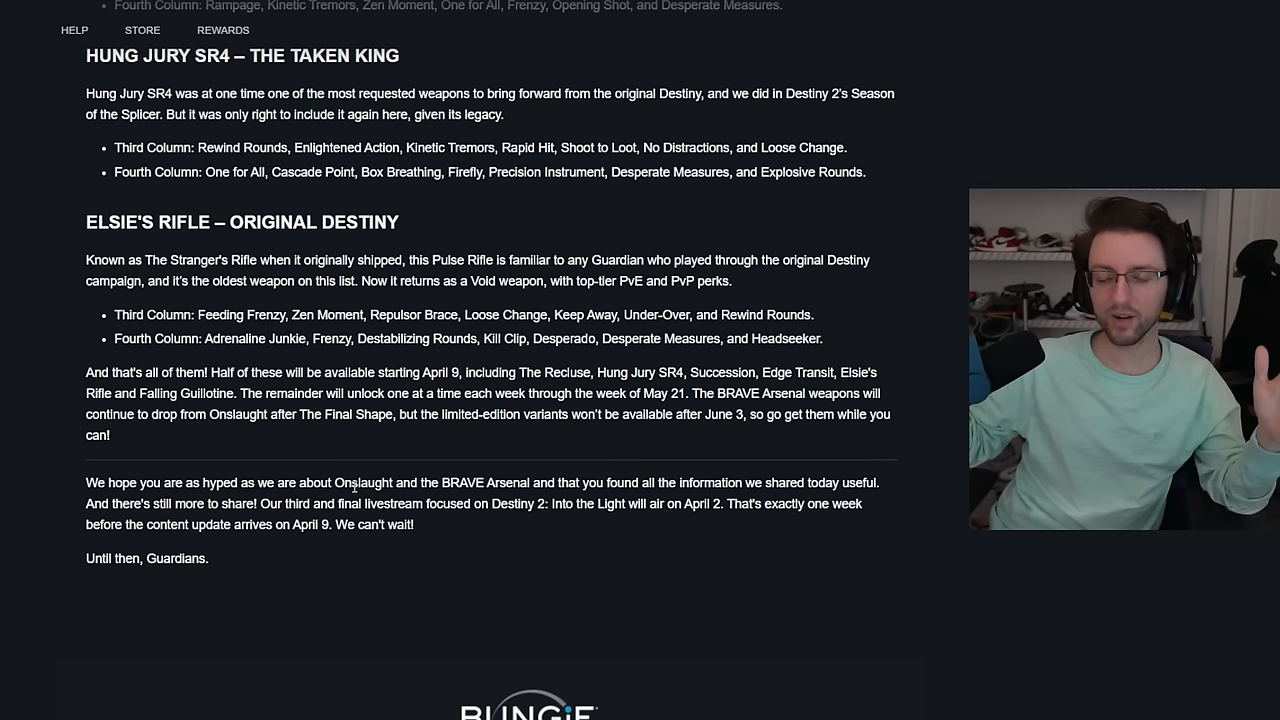 Fourth Column: Rampage, Kinetic Tremors, Zen Moment, One for All, Frenzy, Opening Shot, and Desperate Measures.
HELP STORE REWARDS
HUNG JURY SR4 – THE TAKEN KING
Hung Jury SR4 was at one time one of the most requested weapons to bring forward from the original Destiny, and we did in Destiny 2's Season
of the Splicer. But it was only right to include it again here, given its legacy.
• Third Column: Rewind Rounds, Enlightened Action, Kinetic Tremors, Rapid Hit, Shoot to Loot, No Distractions, and Loose Change.
• Fourth Column: One for All, Cascade Point, Box Breathing, Firefly, Precision Instrument, Desperate Measures, and Explosive Rounds.
ELSIE'S RIFLE – ORIGINAL DESTINY
Known as The Stranger's Rifle when it originally shipped, this Pulse Rifle is familiar to any Guardian who played through the original Destiny
campaign, and it's the oldest weapon on this list. Now it returns as a Void weapon, with top-tier PvE and PvP perks.
• Third Column: Feeding Frenzy, Zen Moment, Repulsor Brace, Loose Change, Keep Away, Under-Over, and Rewind Rounds.
• Fourth Column: Adrenaline Junkie, Frenzy, Destabilizing Rounds, Kill Clip, Desperado, Desperate Measures, and Headseeker.
And that's all of them! Half of these will be available starting April 9, including The Recluse, Hung Jury SR4, Succession, Edge Transit, Elsie's
Rifle and Falling Guillotine. The remainder will unlock one at a time each week through the week of May 21. The BRAVE Arsenal weapons will
continue to drop from Onslaught after The Final Shape, but the limited-edition variants won't be available after June 3, so go get them while you
can!
We hope you are as hyped as we are about Onslaught and the BRAVE Arsenal and that you found all the information we shared today useful.
And there's still more to share! Our third and final livestream focused on Destiny 2: Into the Light will air on April 2. That's exactly one week
before the content update arrives on April 9. We can't wait!
Until then, Guardians.
BUNGIE